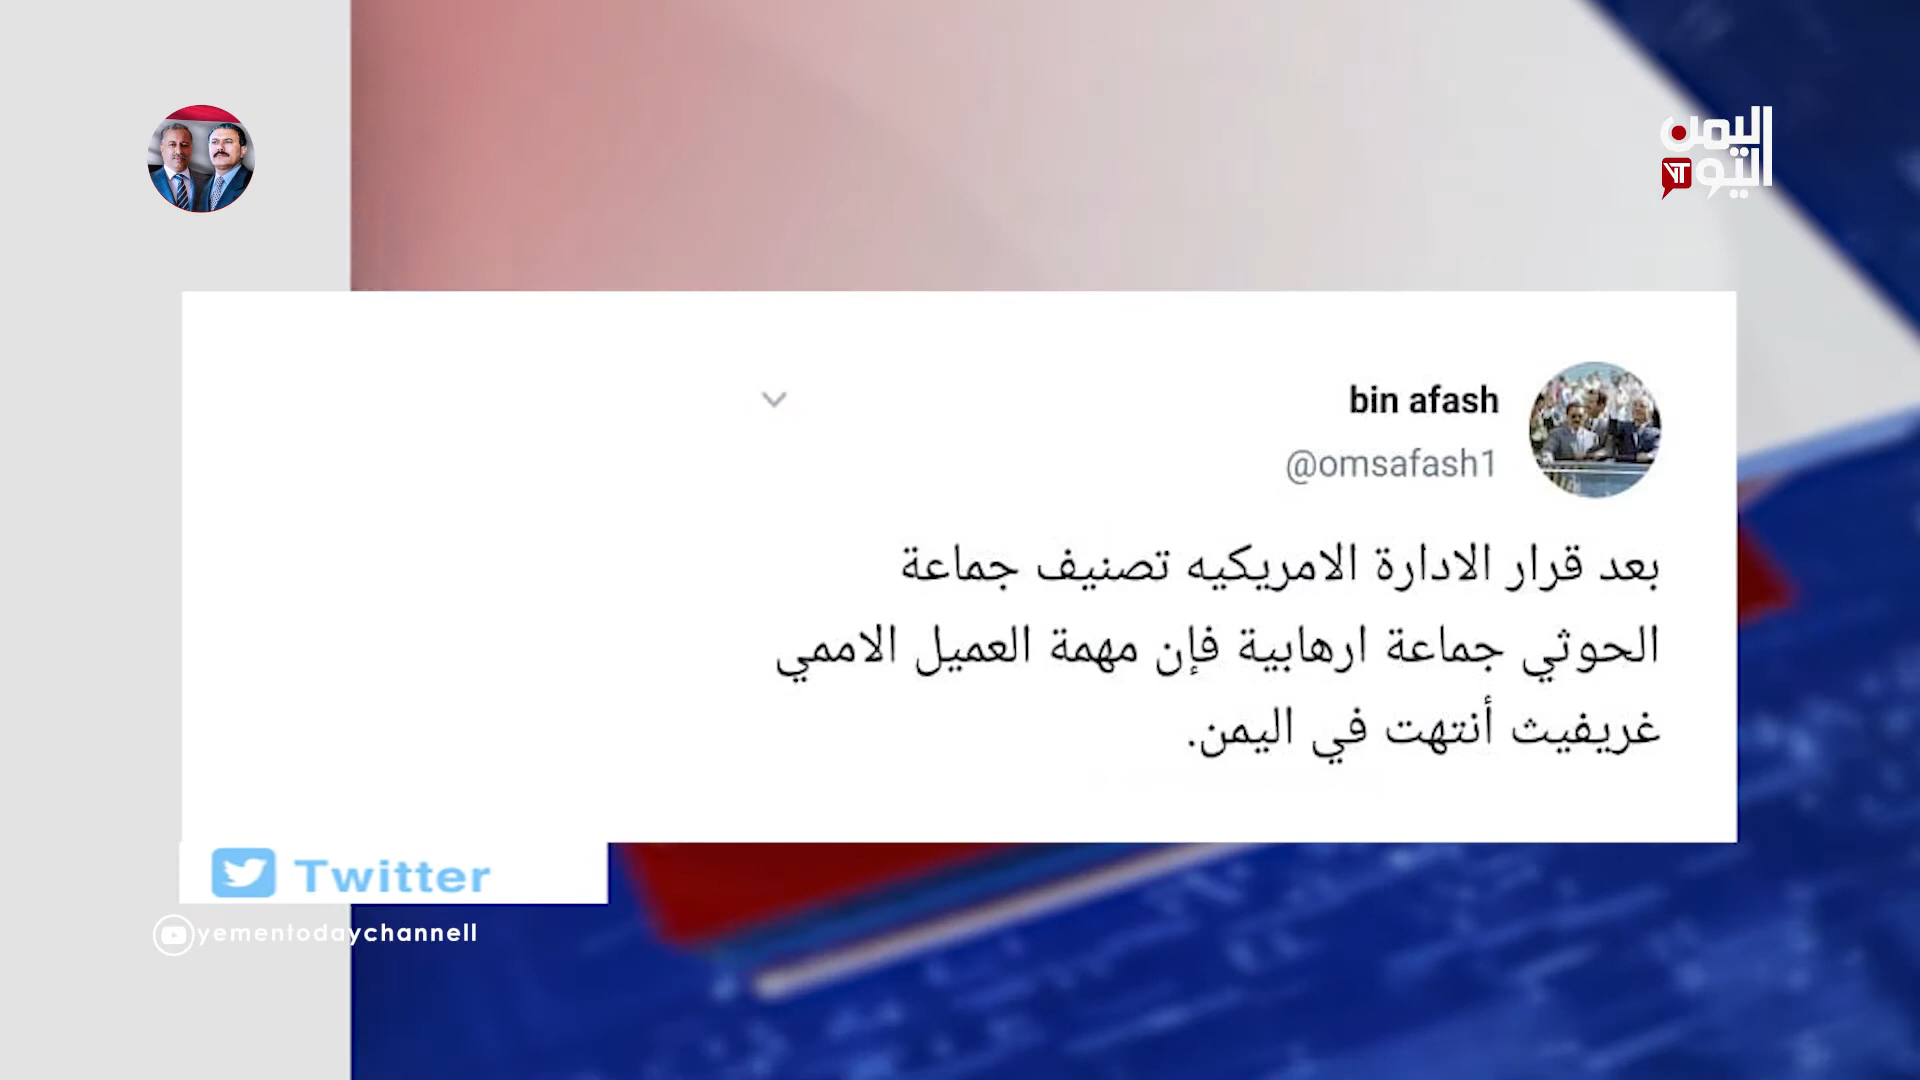 اليمن
اليوم
YT
bin afash
@omsafash1
بعد قرار الادارة الامريكيه تصنيف جماعة
الحوثي جماعة ارهابية فإن مهمة العميل الاممي
غريفيث أنتهت في اليمن.
Twitter
yementodaychannell